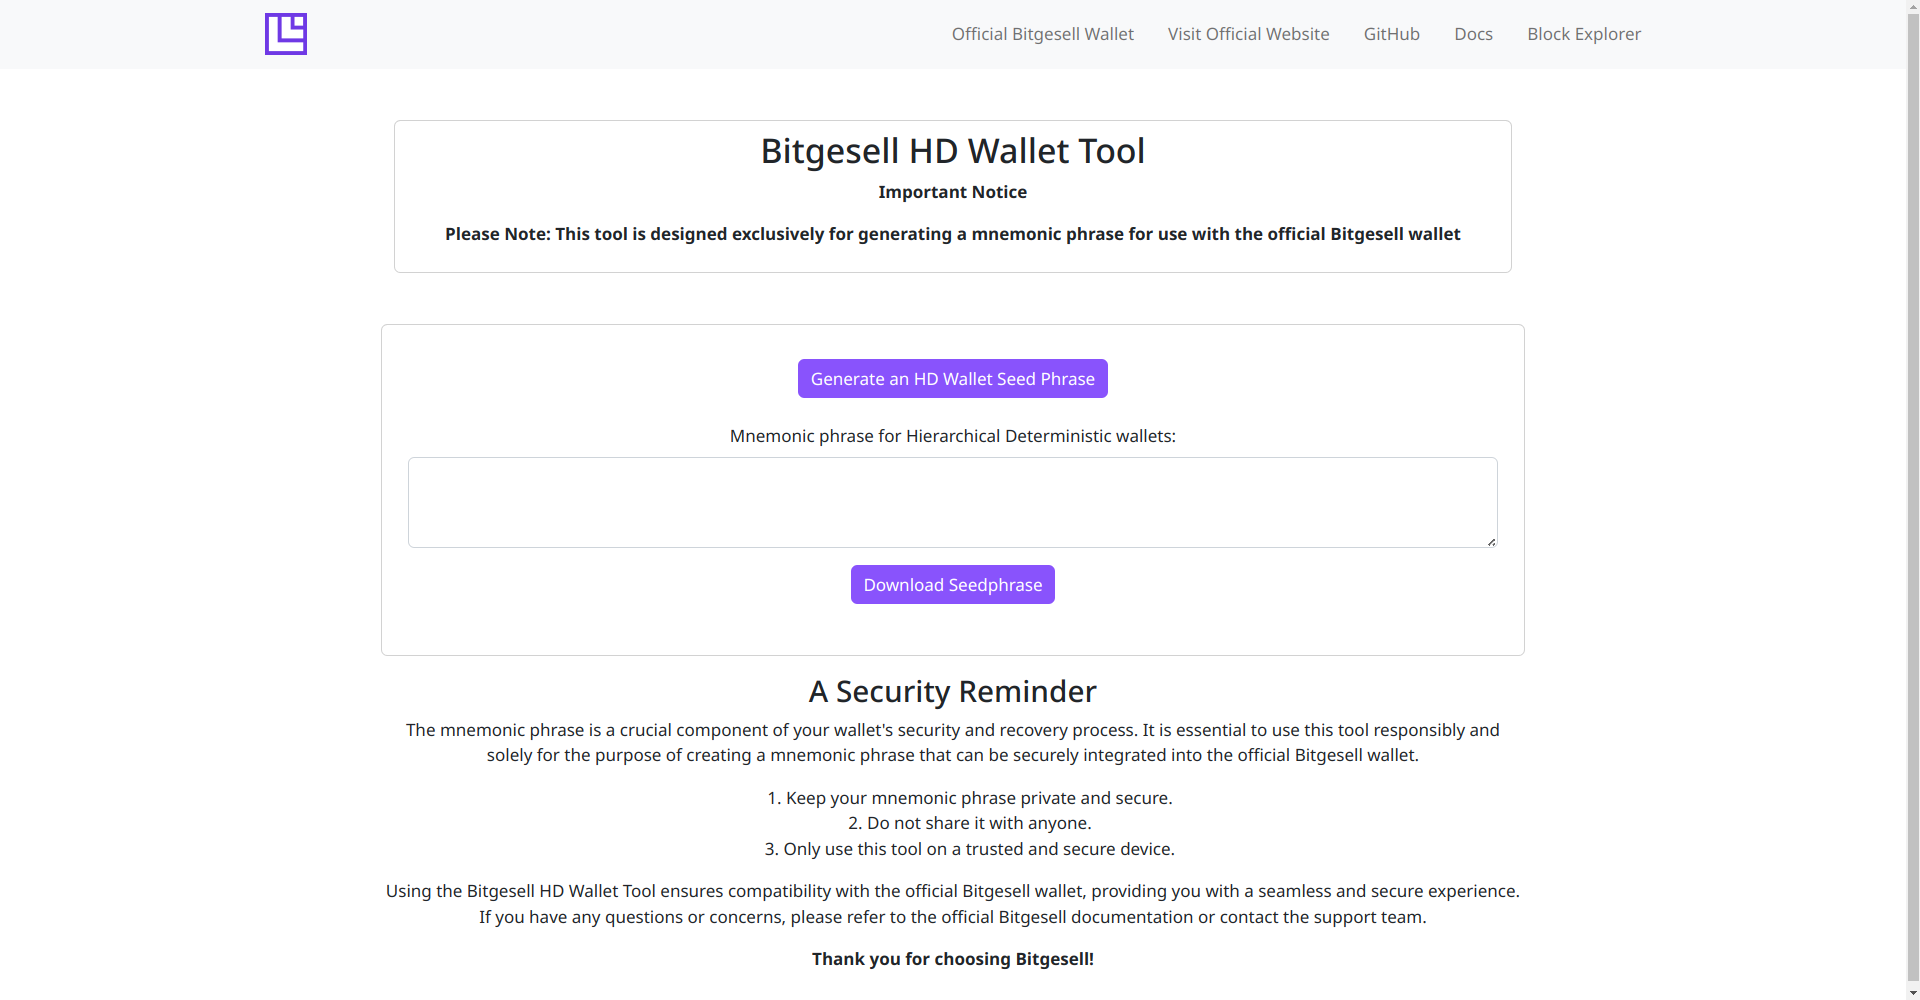 Official Bitgesell Wallet
Visit Official Website
GitHub
Docs
Block Explorer
Bitgesell HD Wallet Tool
Important Notice
Please Note: This tool is designed exclusively for generating a mnemonic phrase for use with the official Bitgesell wallet
Generate an HD Wallet Seed Phrase
Mnemonic phrase for Hierarchical Deterministic wallets:
Download Seedphrase
A Security Reminder
The mnemonic phrase is a crucial component of your wallet's security and recovery process. It is essential to use this tool responsibly and
solely for the purpose of creating a mnemonic phrase that can be securely integrated into the official Bitgesell wallet.
1. Keep your mnemonic phrase private and secure.
2. Do not share it with anyone.
3. Only use this tool on a trusted and secure device.
Using the Bitgesell HD Wallet Tool ensures compatibility with the official Bitgesell wallet, providing you with a seamless and secure experience.
If you have any questions or concerns, please refer to the official Bitgesell documentation or contact the support team.
Thank you for choosing Bitgesell!